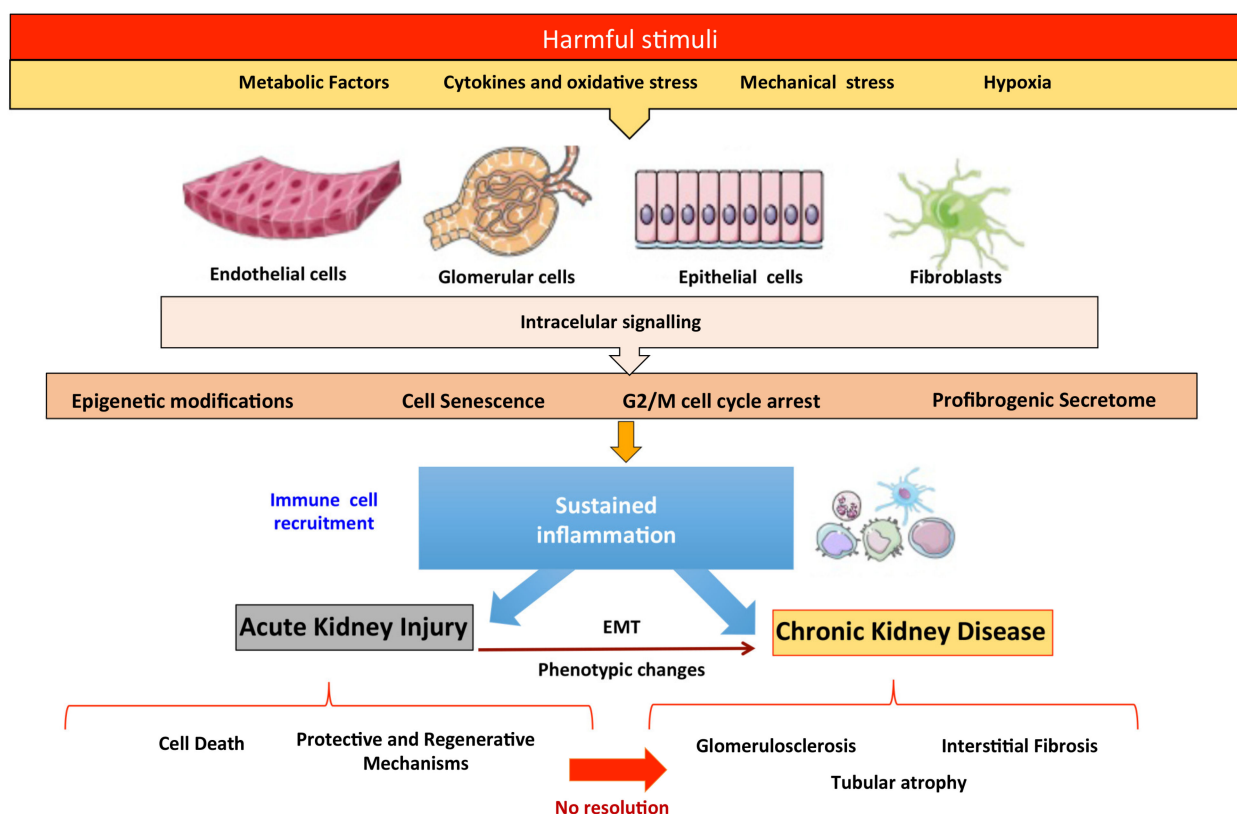 Harmful stimuli
Metabolic Factors
Cytokines and oxidative stress
Mechanical stress
Hypoxia
Endothelial cells
Glomerular cells
Epithelial cells
Fibroblasts
Intracelular signalling
Epigenetic modifications
Cell Senescence
G2/M cell cycle arrest
Profibrogenic Secretome
Immune cell
recruitment
Sustained
inflammation
Acute Kidney Injury
EMT
Phenotypic changes
Chronic Kidney Disease
Cell Death
Protective and Regenerative
Mechanisms
No resolution
Glomerulosclerosis
Interstitial Fibrosis
Tubular atrophy